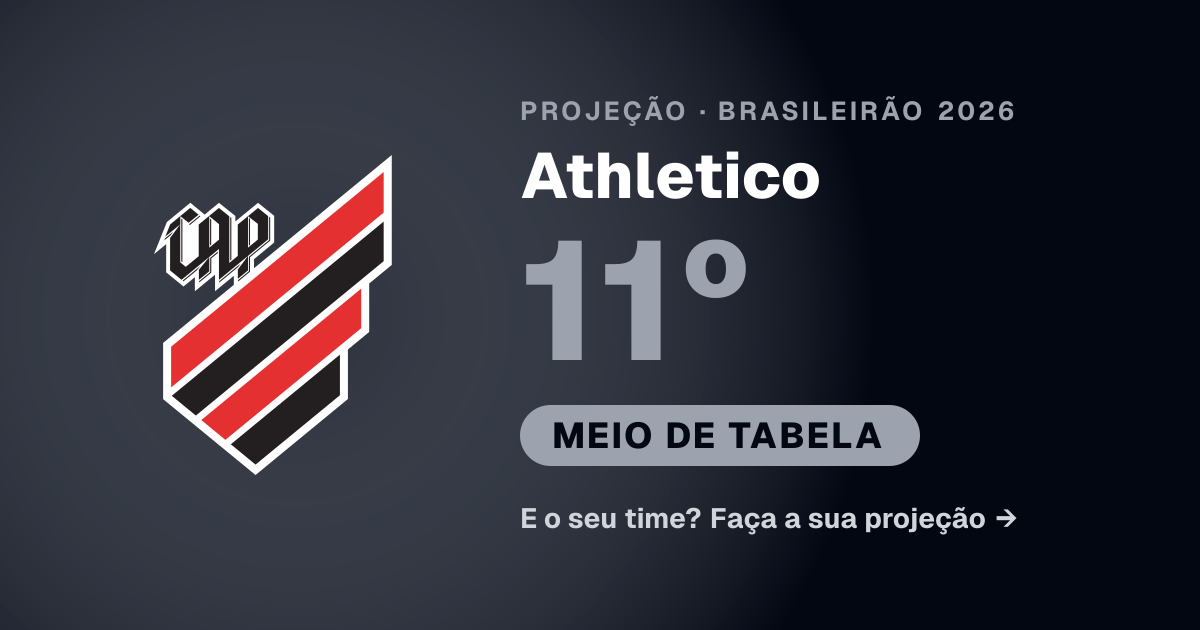 CAP
PROJEÇÃO · BRASILEIRÃO 2026
Athletico
11º
MEIO DE TABELA
E o seu time? Faça a sua projeção →